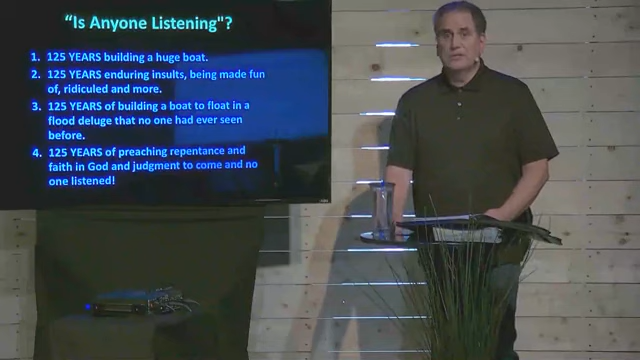 “Is Anyone Listening"?
1. 125 YEARS building a huge boat.
2. 125 YEARS enduring insults, being made fun
of, ridiculed and more.
3. 125 YEARS of building a boat to float in a
flood deluge that no one had ever seen
before.
4. 125 YEARS of preaching repentance and
faith in God and judgment to come and no
one listened!